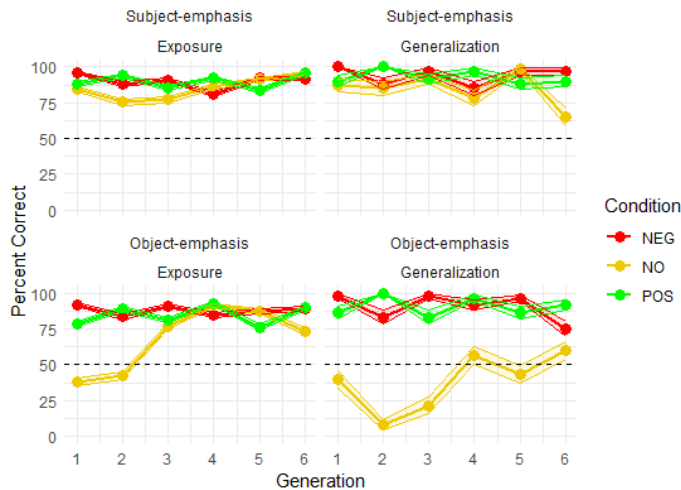 Subject-emphasis Subject-emphasis
Exposure Generalization
100
75
50
25
0
Object-emphasis Object-emphasis
Exposure Generalization
100
75
50
25
0
1 2 3 4 5 6 1 2 3 4 5 6
Generation
Percent Correct
Condition
NEG
NO
POS